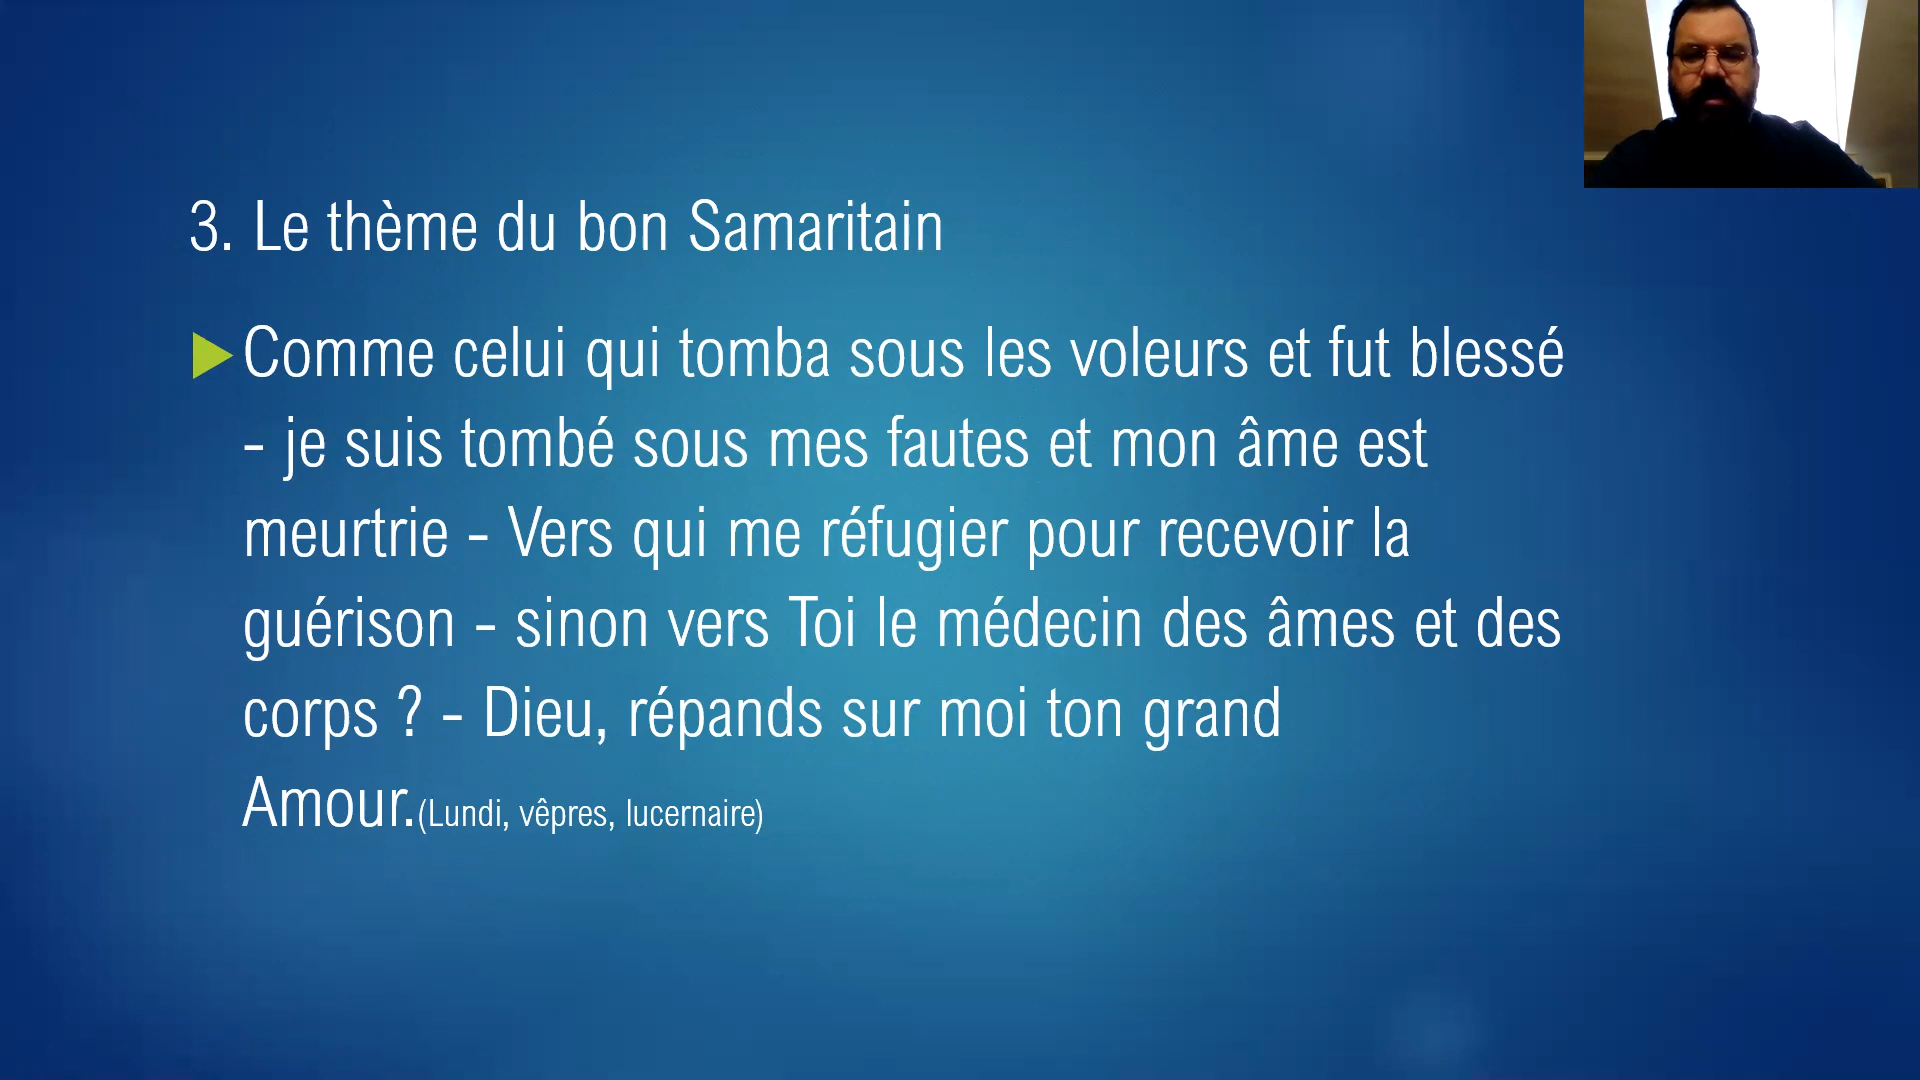 3. Le thème du bon Samaritain
Comme celui qui tomba sous les voleurs et fut blessé
- je suis tombé sous mes fautes et mon âme est
meurtrie - Vers qui me réfugier pour recevoir la
guérison - sinon vers Toi le médecin des âmes et des
corps ? - Dieu, répands sur moi ton grand
Amour.(Lundi, vêpres, lucernaire)